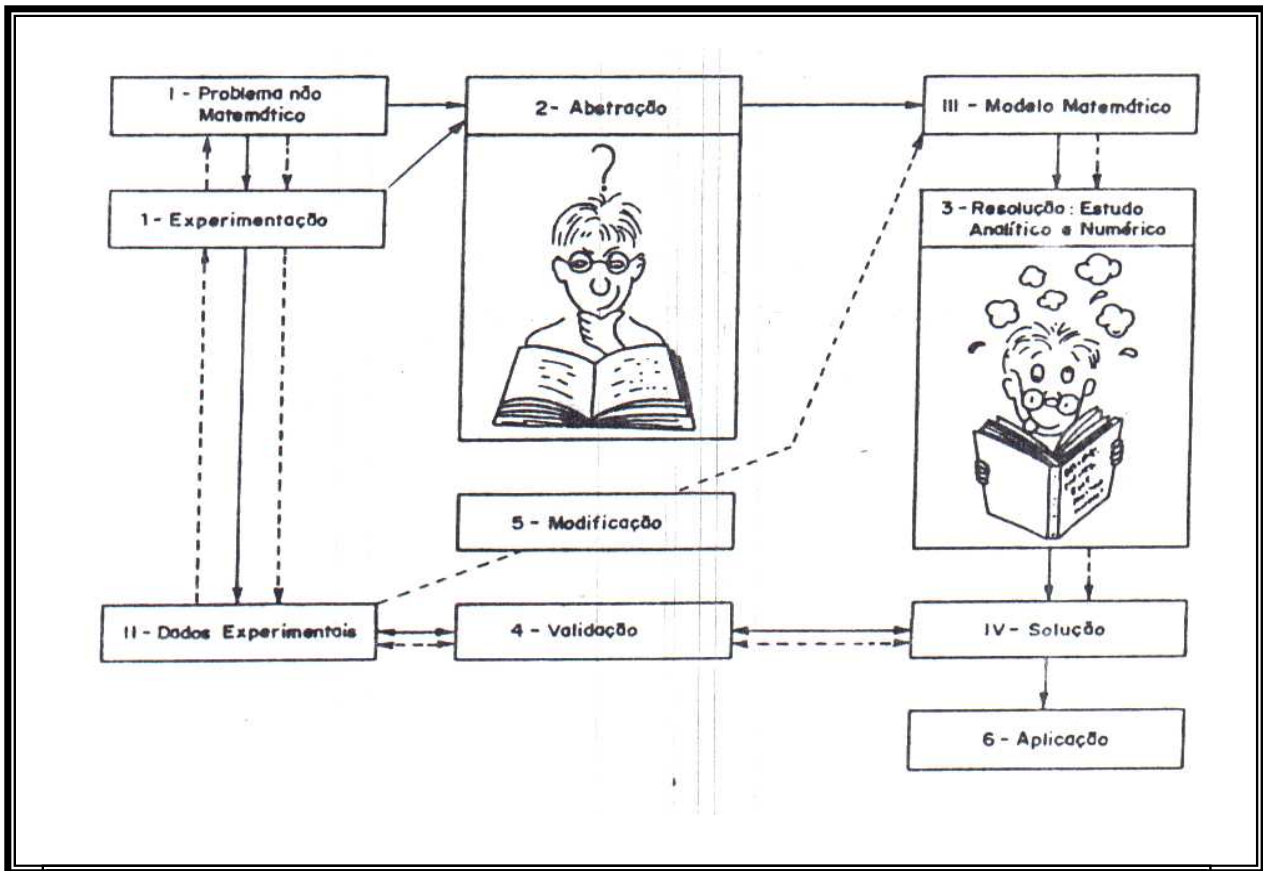 I - Problema não
Matemático
2 - Abstração
III - Modelo Matemático
1 - Experimentação
?
3 - Resolução: Estudo
Analítico e Numérico
5 - Modificação
II - Dados Experimentais
4 - Validação
IV - Solução
6 - Aplicação